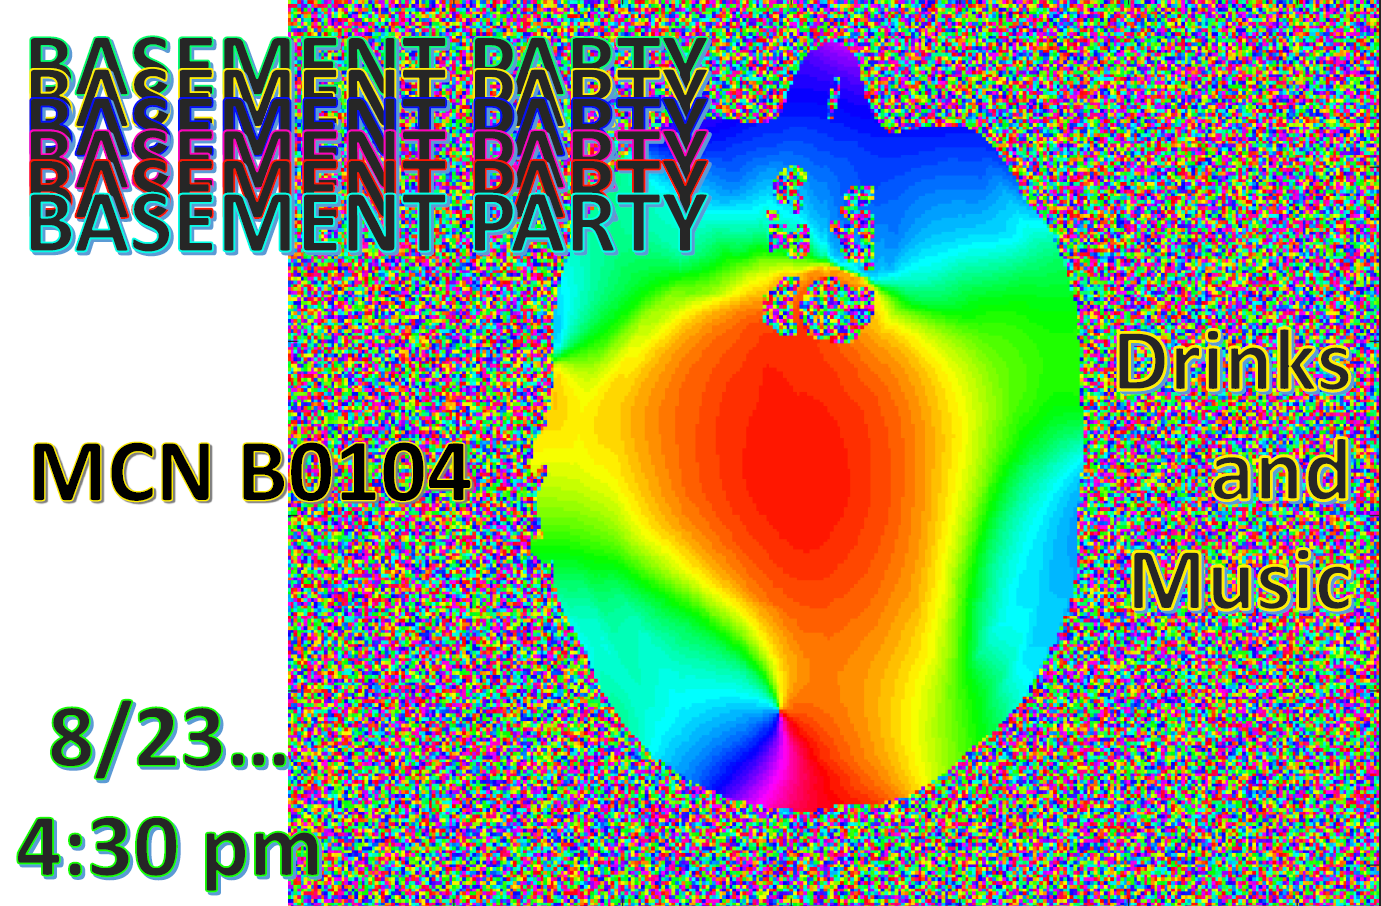 BASEMENT PARTY
BASEMENT PARTY
BASEMENT PARTY
BASEMENT PARTY
BASEMENT PARTY
BASEMENT PARTY
Drinks
and
Music
MCN B0104
8/23...
4:30 pm